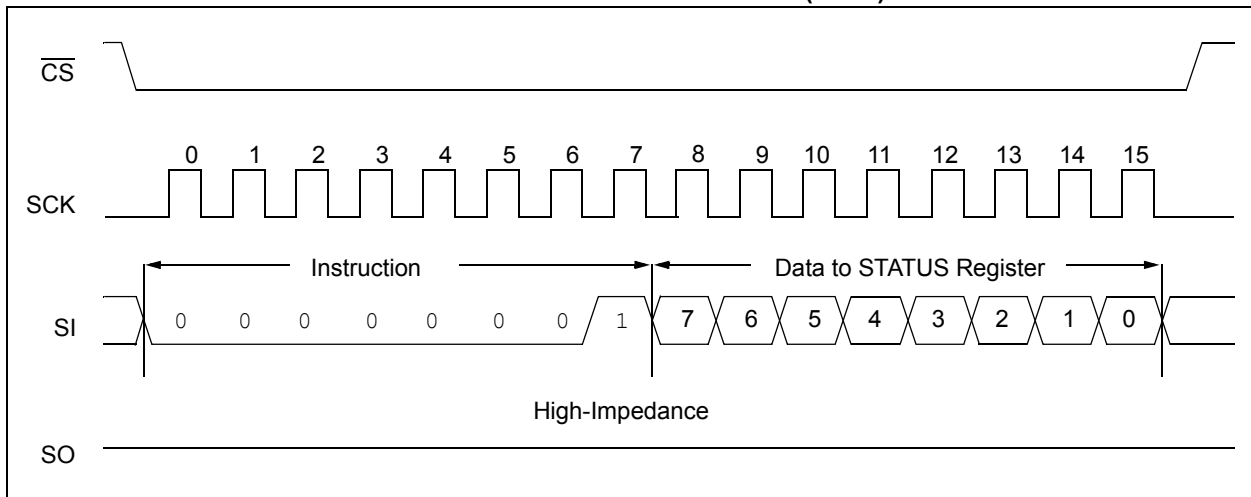 CS
0 1 2 3 4 5 6 7 8 9 10 11 12 13 14 15
SCK
Instruction
Data to STATUS Register
SI
0 0 0 0 0 0 0 1 7 6 5 4 3 2 1 0
High-Impedance
SO